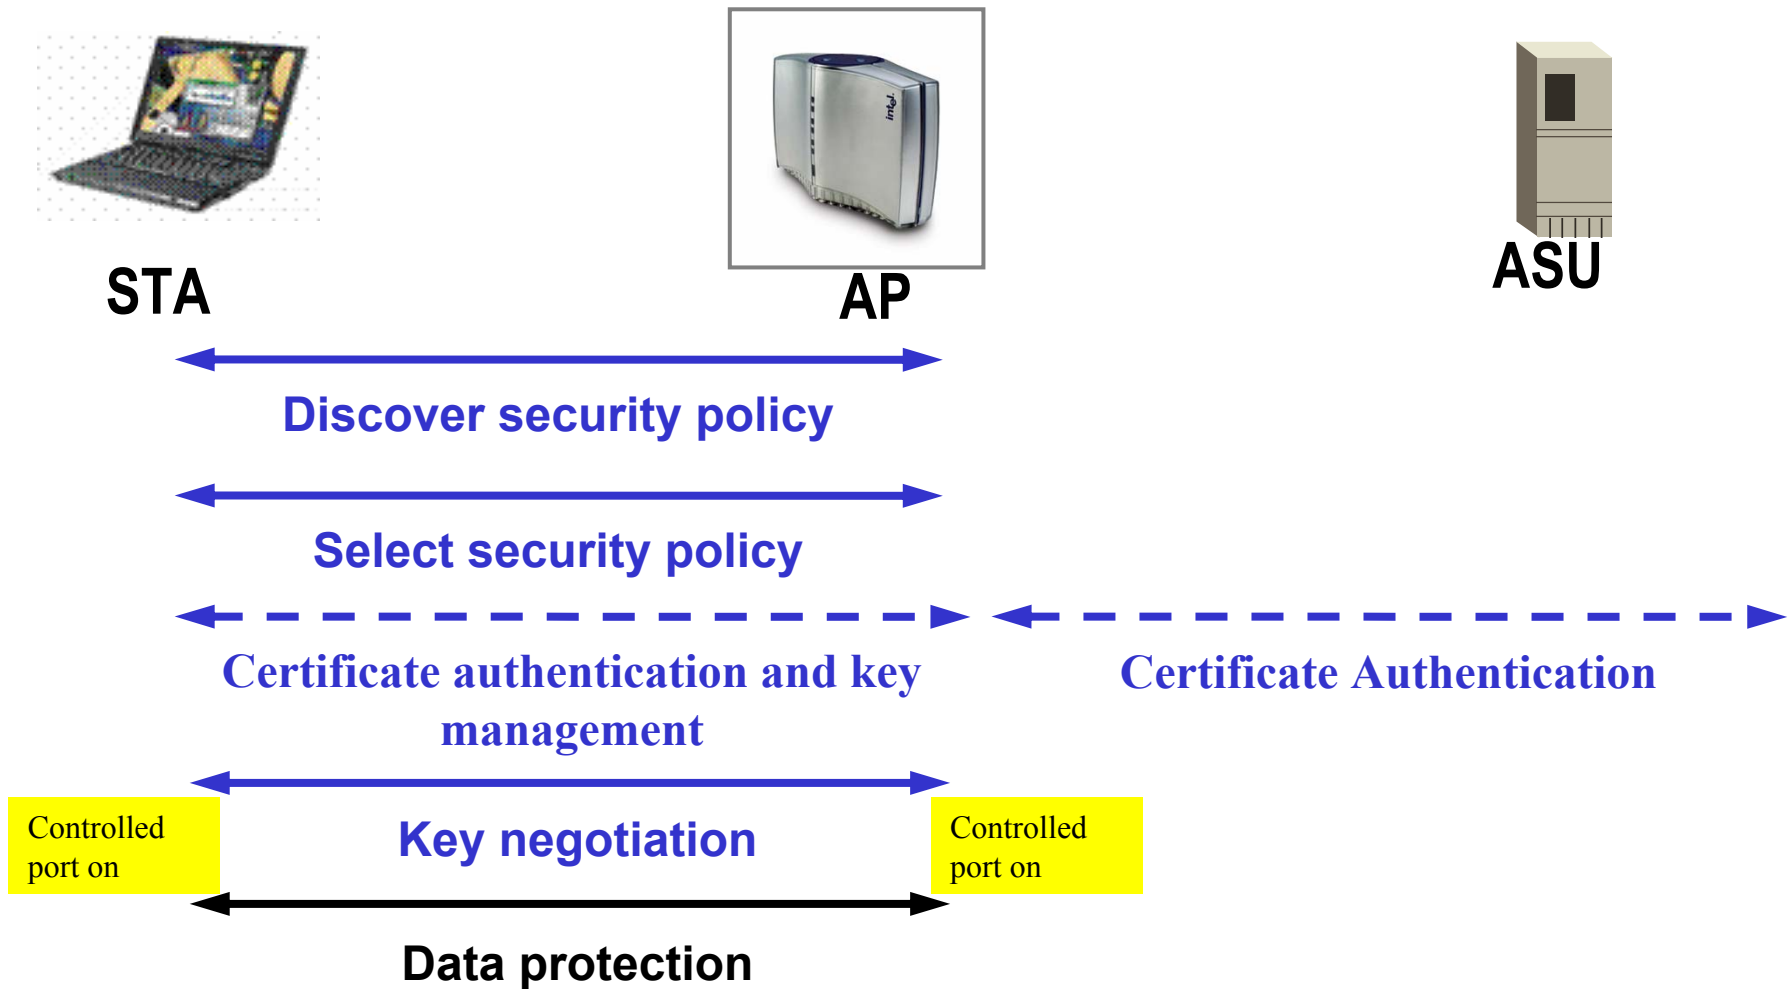 intel.
STA
AP
ASU
Discover security policy
Select security policy
Certificate authentication and key
management
Certificate Authentication
Controlled
port on
Key negotiation
Controlled
port on
Data protection